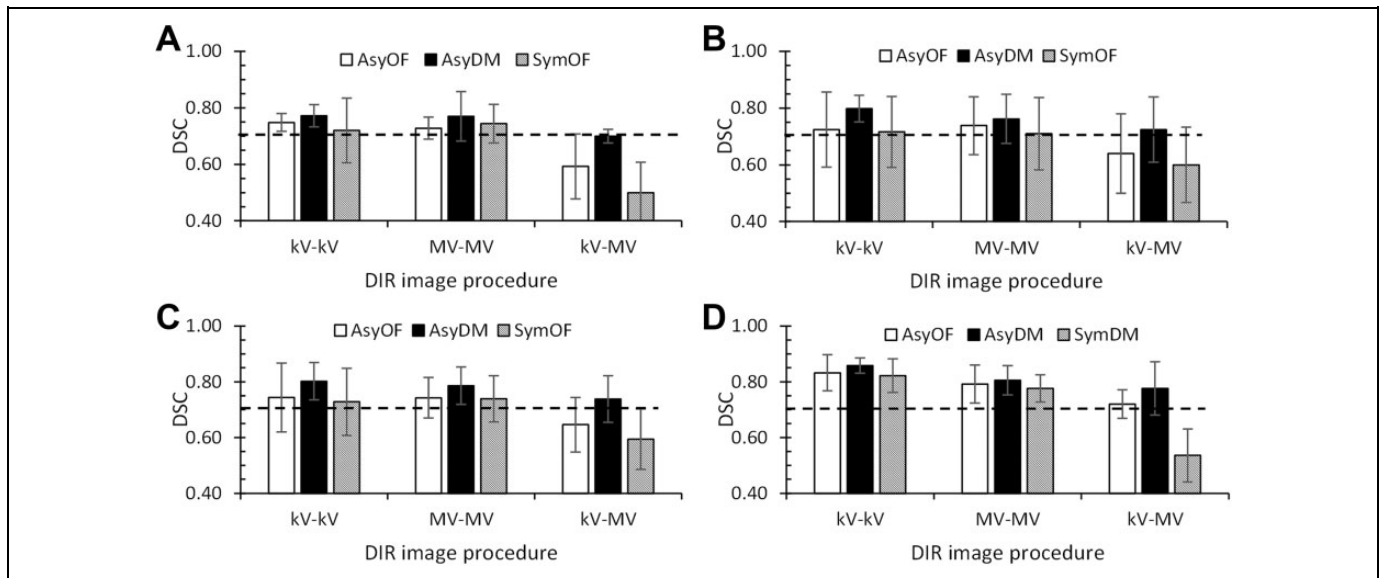 A
1.00
AsyOF AsyDM SymOF
0.80
DSC
0.60
0.40
kV-kV MV-MV kV-MV
DIR image procedure
B
1.00
AsyOF AsyDM SymOF
0.80
DSC
0.60
0.40
kV-kV MV-MV kV-MV
DIR image procedure
C
1.00
AsyOF AsyDM SymOF
0.80
DSC
0.60
0.40
kV-kV MV-MV kV-MV
DIR image procedure
D
1.00
AsyOF AsyDM SymDM
0.80
DSC
0.60
0.40
kV-kV MV-MV kV-MV
DIR image procedure